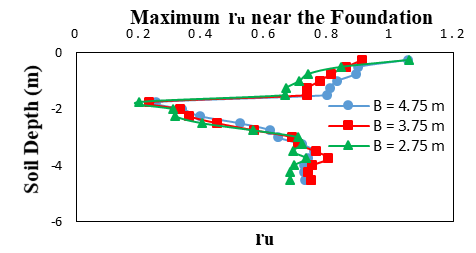 Maximum ru near the Foundation
0 0.2 0.4 0.6 0.8 1 1.2
0
-2
-4
-6
Soil Depth (m)
B = 4.75 m
B = 3.75 m
B = 2.75 m
ru